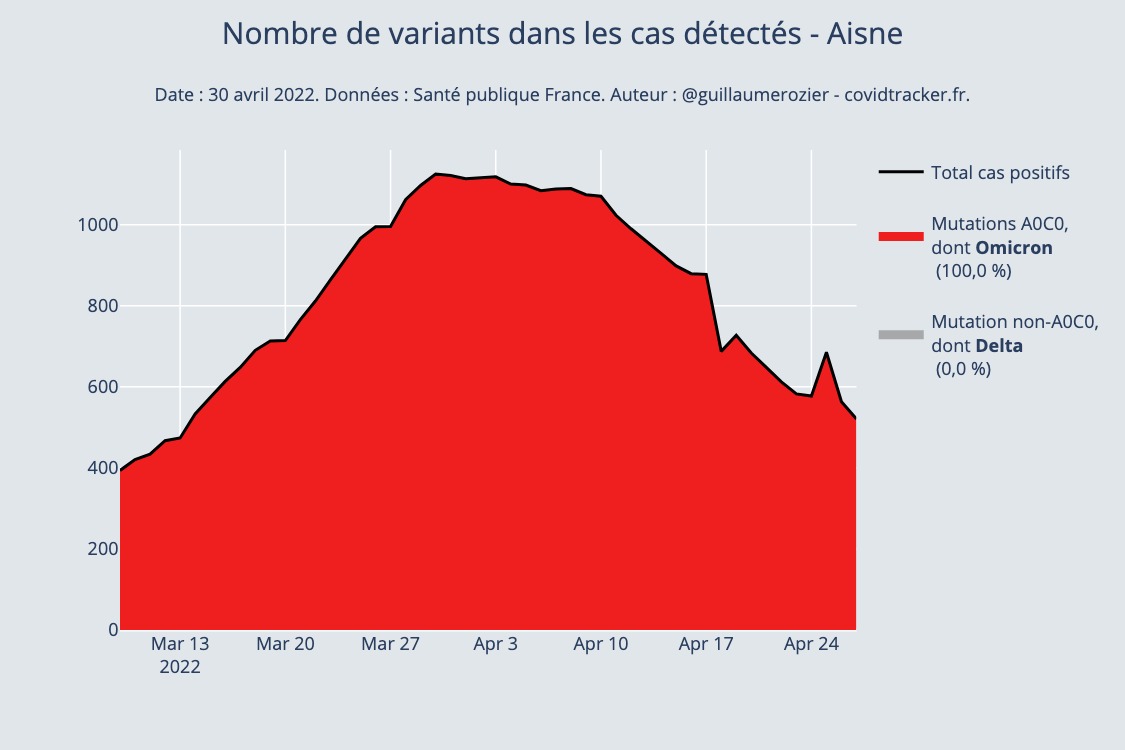 Nombre de variants dans les cas détectés - Aisne
Date : 30 avril 2022. Données : Santé publique France. Auteur : @guillaumerozier - covidtracker.fr.
Total cas positifs
Mutations A0C0,
dont Omicron
(100,0 %)
Mutation non-A0C0,
dont Delta
(0,0 %)
1000
800
600
400
200
0
Mar 13 Mar 20 Mar 27 Apr 3 Apr 10 Apr 17 Apr 24
2022